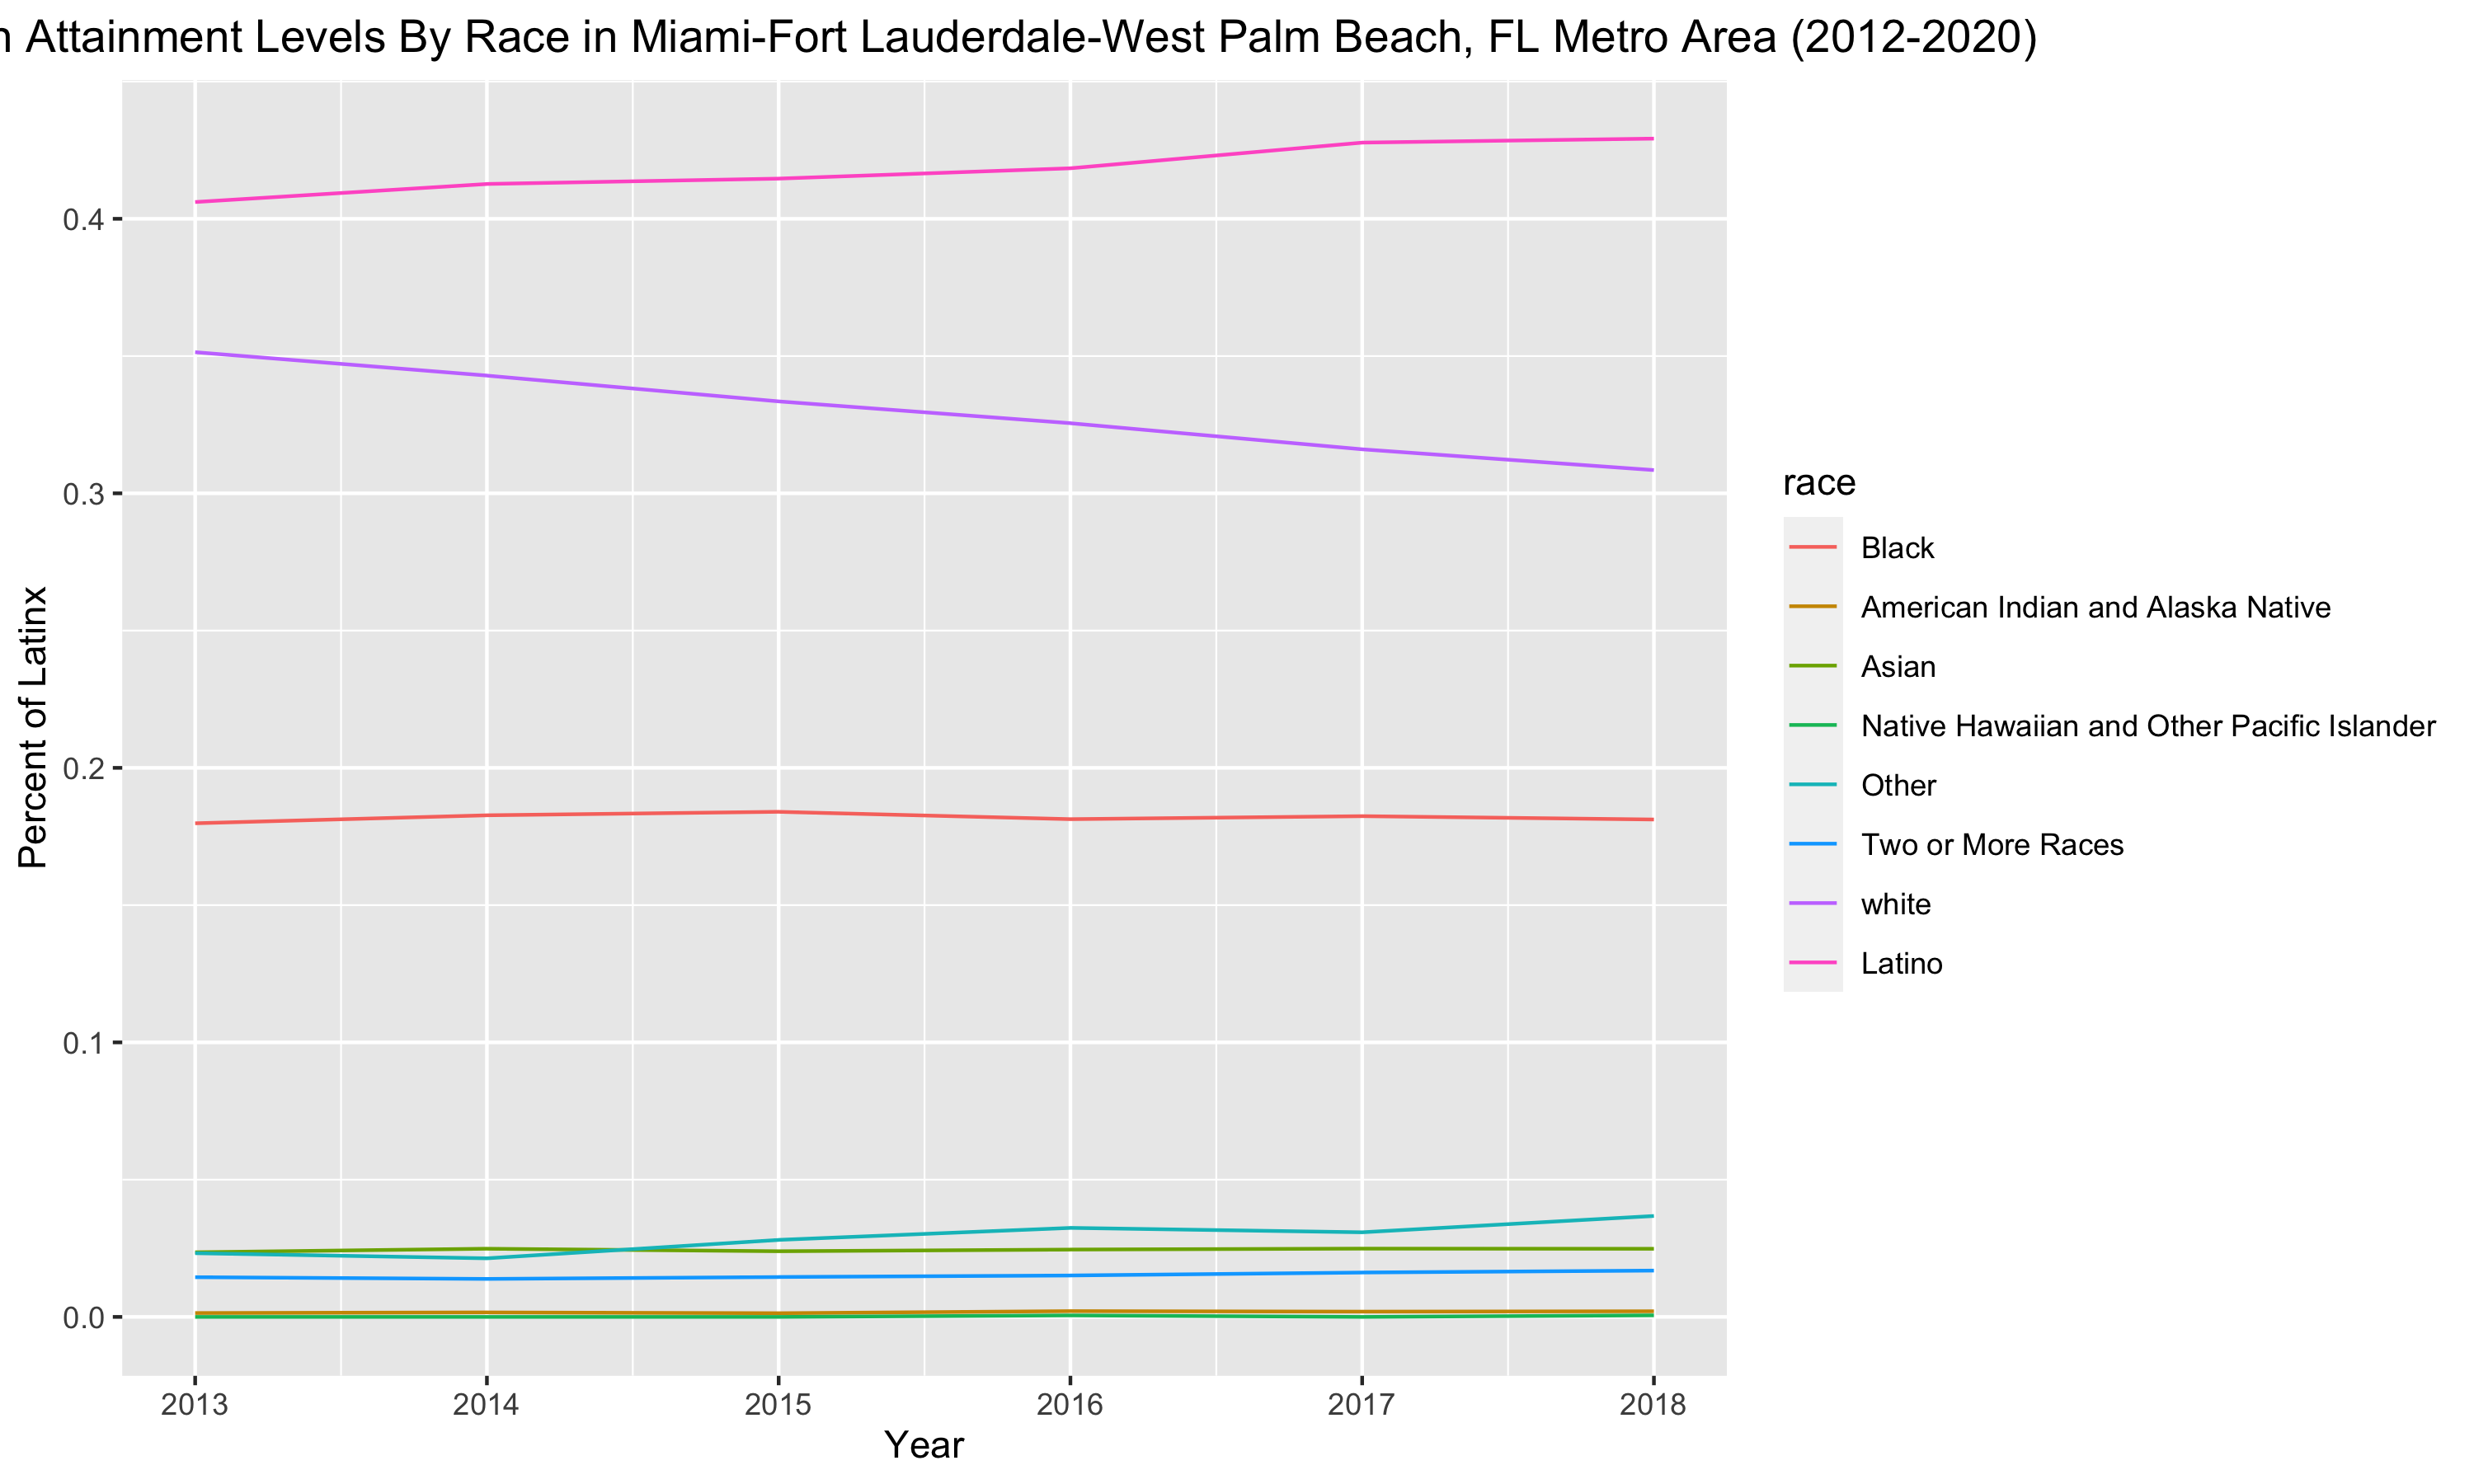 Attainment Levels By Race in Miami-Fort Lauderdale-West Palm Beach, FL Metro Area (2012-2020)
0.4
0.3
0.2
0.1
0.0
Percent of Latinx
2013 2014 2015 2016 2017 2018
Year
race
Black
American Indian and Alaska Native
Asian
Native Hawaiian and Other Pacific Islander
Other
Two or More Races
white
Latino